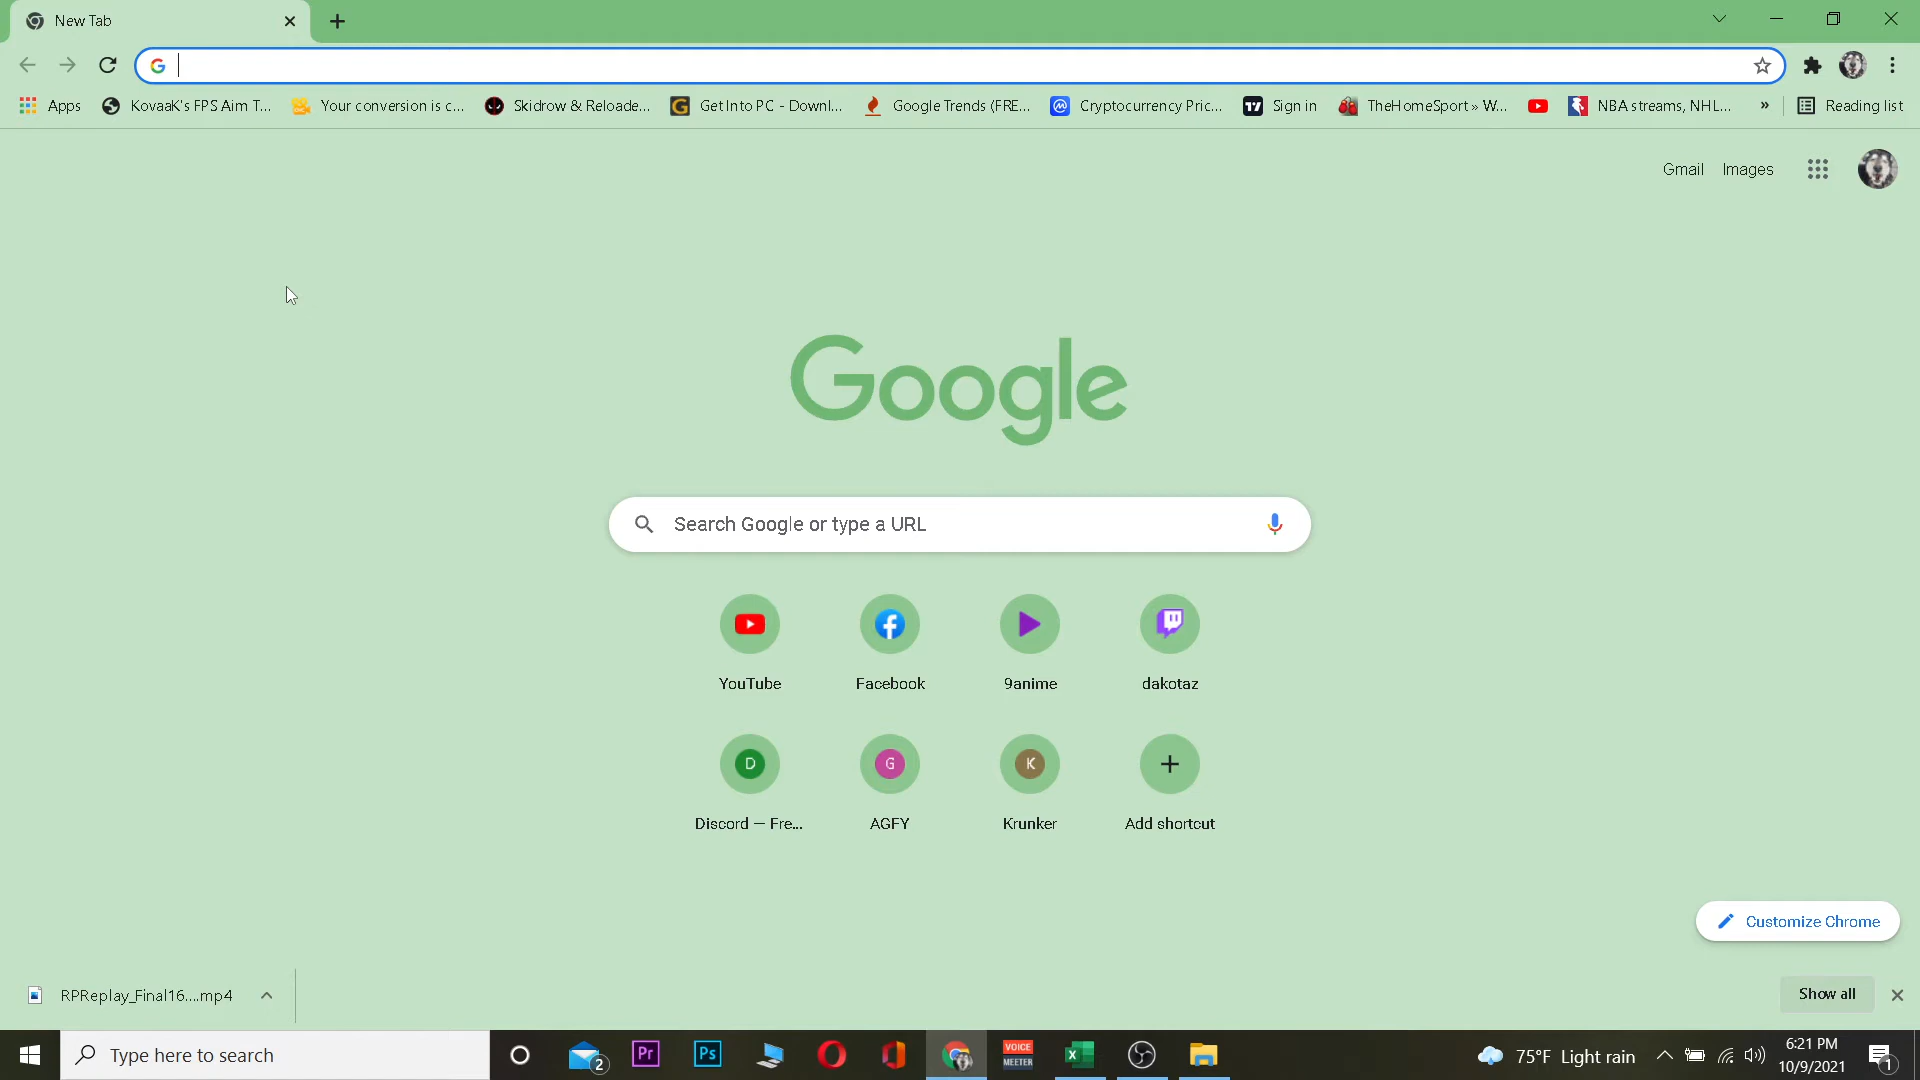 New Tab
Apps
KovaaK's FPS Aim T...
Your conversion is c...
Skidrow & Reloade...
Get Into PC - Downl...
Google Trends (FRE...
Cryptocurrency Pric...
Sign in
TheHomeSport » W...
NBA streams, NHL...
»
Reading list
Gmail
Images
Google
Search Google or type a URL
YouTube
Facebook
9anime
dakotaz
D
G
K
Discord — Fre...
AGFY
Krunker
Add shortcut
Customize Chrome
RPReplay_Final16....mp4
Show all
Type here to search
2
Pr
Ps
VOICE
MEETER
75°F Light rain
6:21 PM
10/9/2021
1